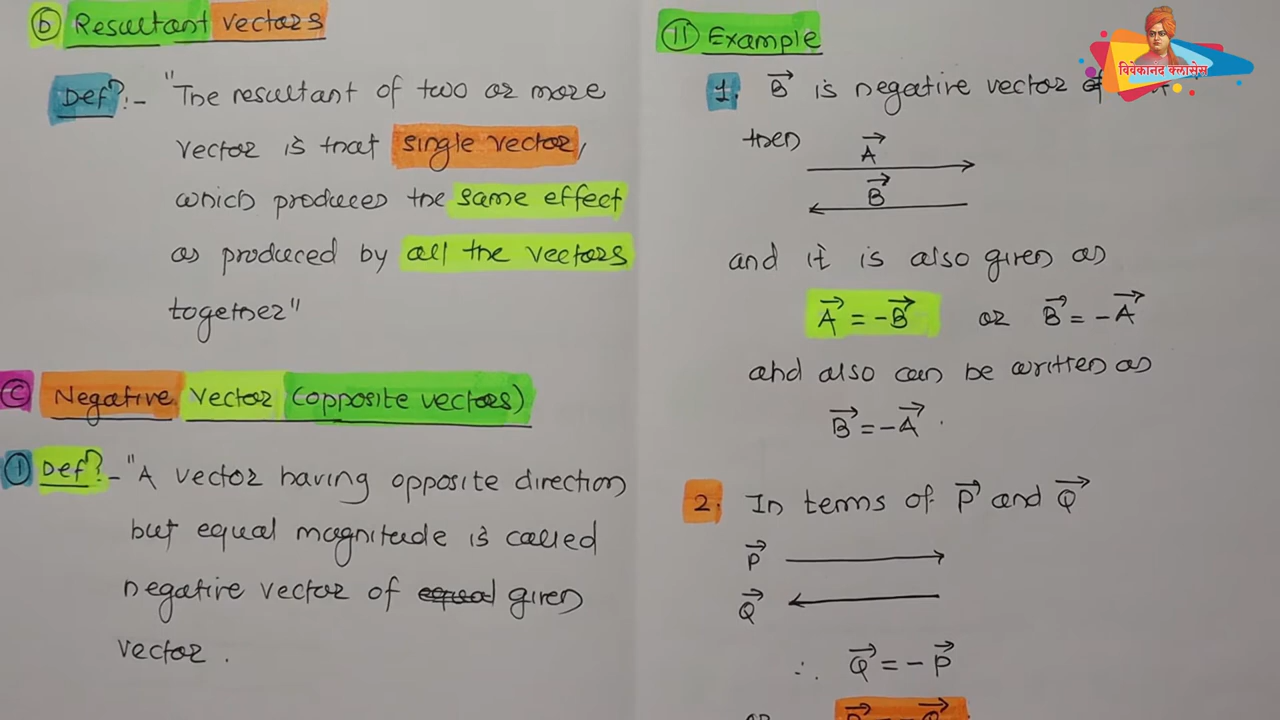 b Resultant vectors
Defn:- "The resultant of two or more
vector is that single vector,
which produces the same effect
as produced by all the vectors
together"
C Negative vector (opposite vectors)
I Defn- "A vector having opposite direction
but equal magnitude is called
negative vector of equal given
vector.
II Example
1. B⃗ is negative vector of A⃗
then
A⃗
B⃗
and it is also given as
A⃗ = -B⃗ or B⃗ = -A⃗
and also can be written as
B⃗ = -A⃗.
2. In terms of P⃗ and Q⃗
P⃗
Q⃗
∴ Q⃗ = -P⃗
विवेकानंद क्लासेस